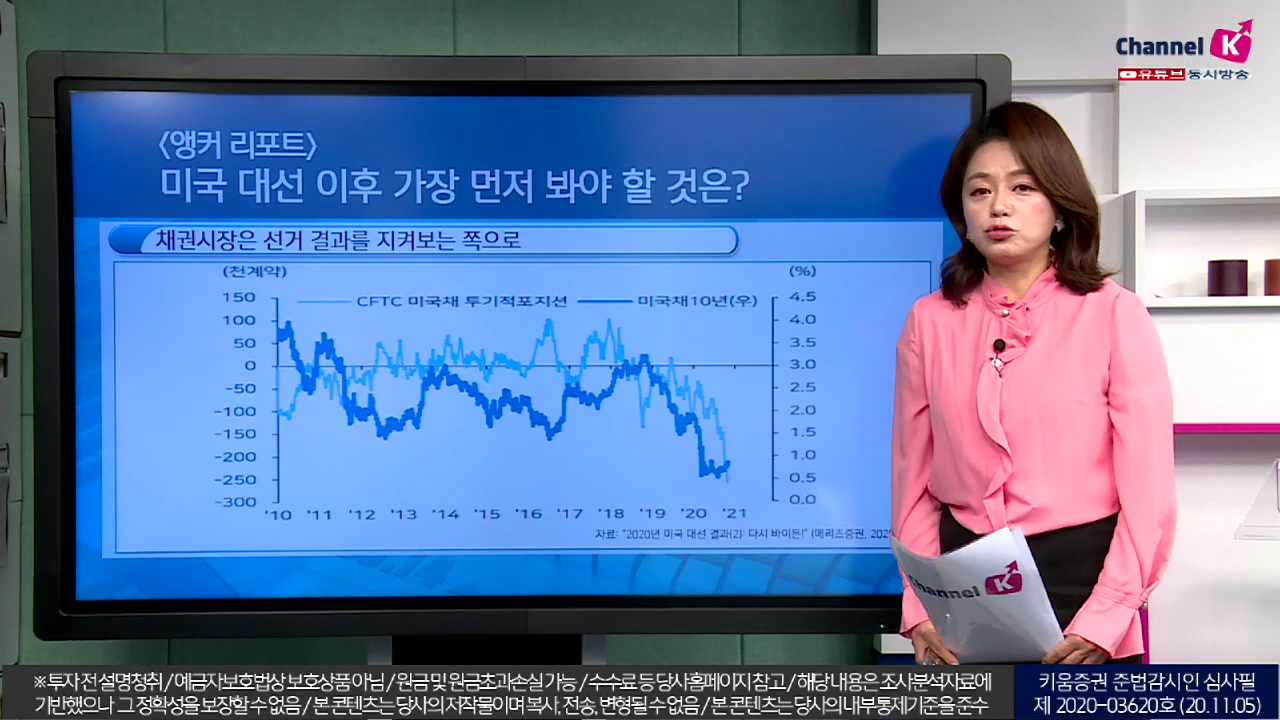 Channel K
유튜브 동시방송
<앵커 리포트>
미국 대선 이후 가장 먼저 봐야 할 것은?
채권시장은 선거 결과를 지켜보는 쪽으로
(천계약) (%)
CFTC 미국채 투기적포지션 미국채10년(우)
150 4.5
100 4.0
50 3.5
0 3.0
-50 2.5
-100 2.0
-150 1.5
-200 1.0
-250 0.5
-300 0.0
'10 '11 '12 '13 '14 '15 '16 '17 '18 '19 '20 '21
자료: "2020년 미국 대선 결과(2): 다시 바이든!" (메리츠증권, 202
Channel K
※ 투자 전 설명청취 / 예금자보호법상 보호상품 아님 / 원금 및 원금초과손실 가능 / 수수료 등 당사홈페이지 참고 / 해당 내용은 조사분석자료에
기반했으나 그 정확성을 보장할 수 없음 / 본 콘텐츠는 당사의 저작물이며 복사, 전송, 변형될 수 없음 / 본 콘텐츠는 당사의 내부통제기준을 준수
키움증권 준법감시인 심사필
제 2020-03620호 (20.11.05)